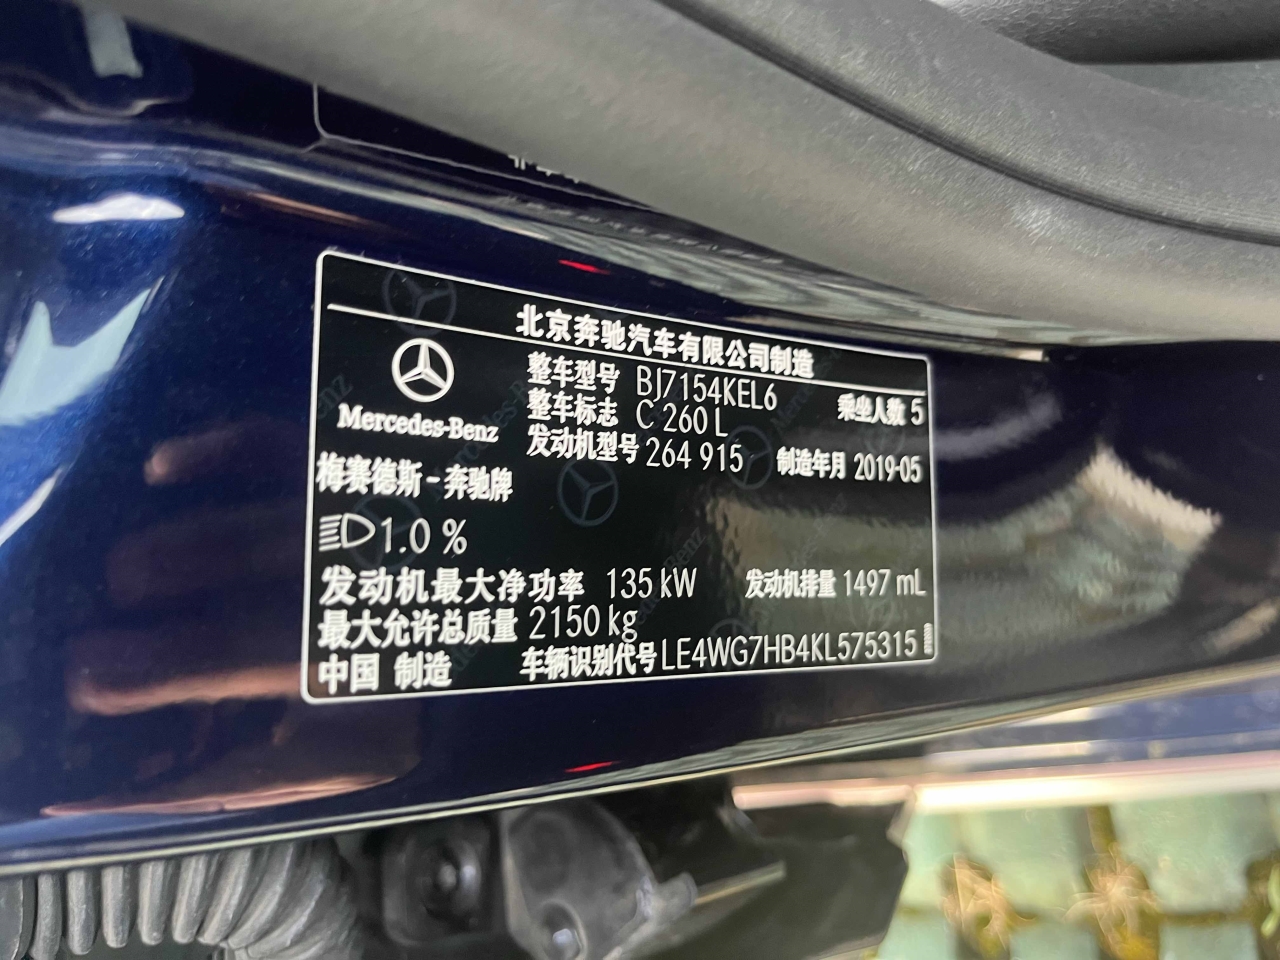 北京奔驰汽车有限公司制造
Mercedes-Benz
整车型号 BJ7154KEL6
乘坐人数 5
整车标志 C 260 L
发动机型号 264 915
制造年月 2019-05
梅赛德斯-奔驰牌
1.0 %
发动机最大净功率 135 kW
发动机排量 1497 mL
最大允许总质量 2150 kg
中国 制造
车辆识别代号 LE4WG7HB4KL575315